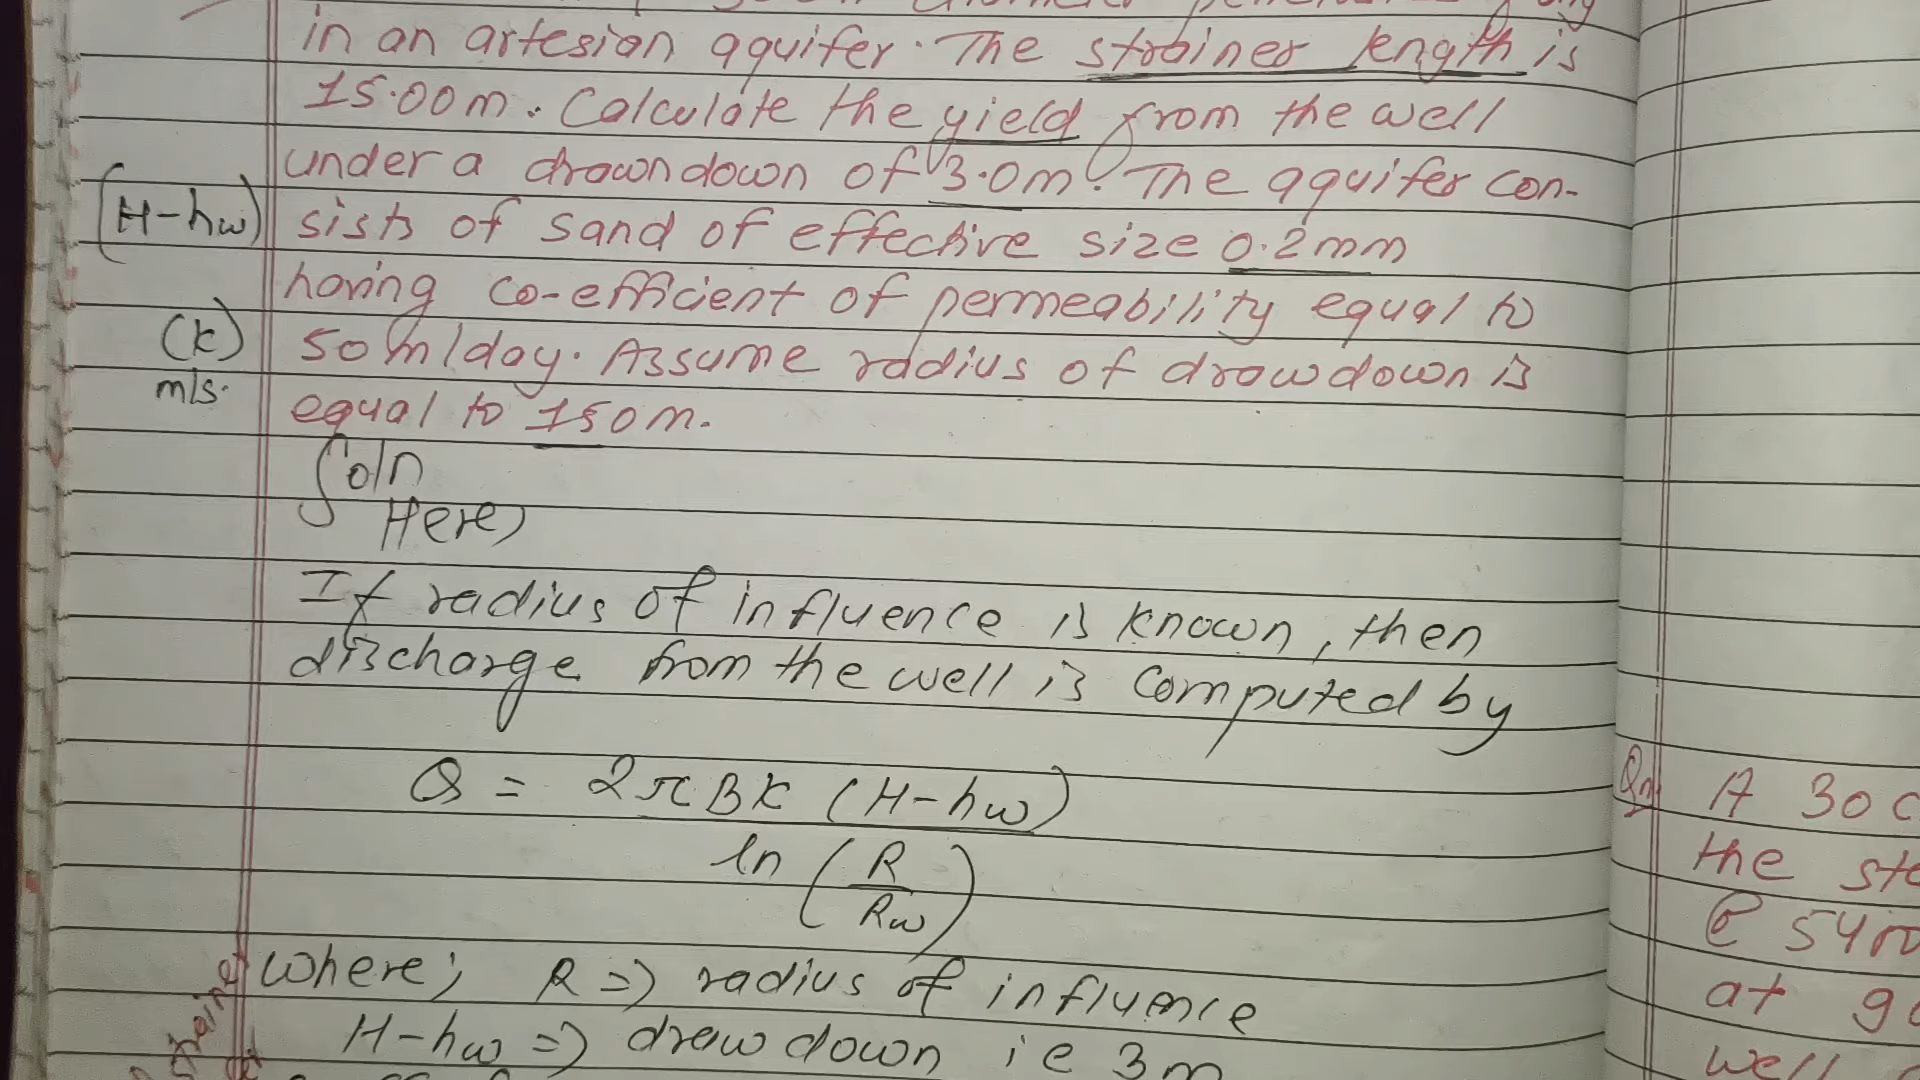 in an artesian aquifer. The strainer length is
15.00m. Calculate the yield from the well
under a drawndown of 3.0m. The aquifer con-
(H-hw)
sists of sand of effective size 0.2mm
having co-efficient of permeability equal to
(k)
50m/day. Assume radius of drawdown is
m/s.
equal to 150m.
Soln
Here,
If radius of influence is known, then
discharge from the well is computed by
Q = 2πBK (H-hw)
ln (R
Rw)
where; R => radius of influence
H-hw => draw down ie 3m
Qn
A 30
the
54
at
well